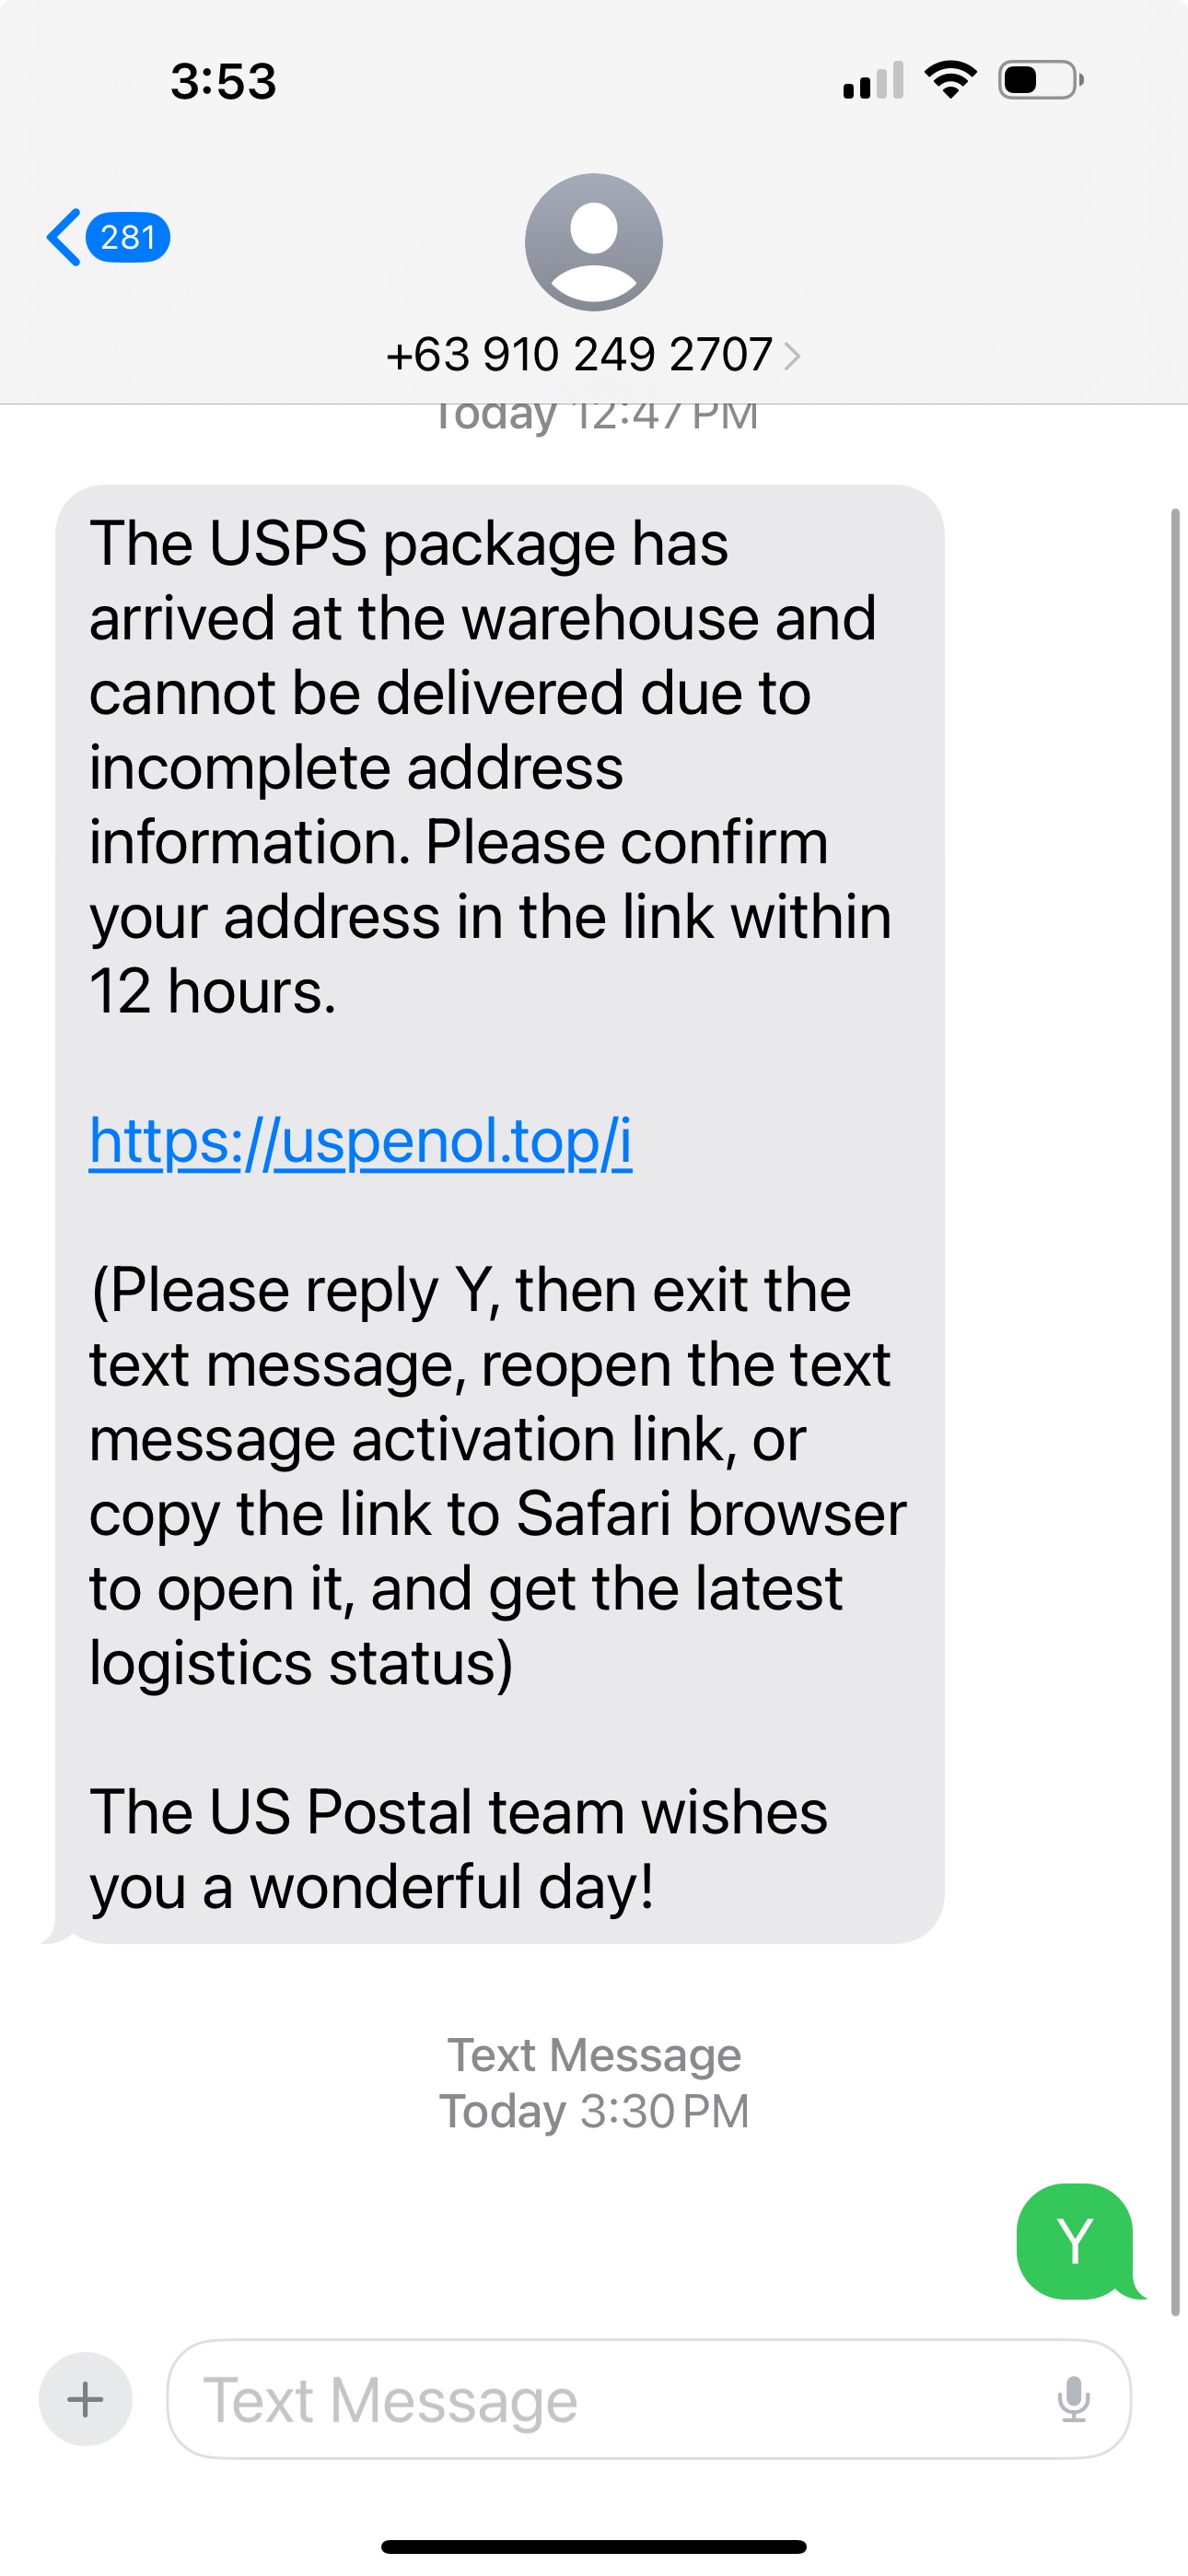 3:53
281
+63 910 249 2707
Today 12:47 PM
The USPS package has
arrived at the warehouse and
cannot be delivered due to
incomplete address
information. Please confirm
your address in the link within
12 hours.
https://uspenol.top/i
(Please reply Y, then exit the
text message, reopen the text
message activation link, or
copy the link to Safari browser
to open it, and get the latest
logistics status)
The US Postal team wishes
you a wonderful day!
Text Message
Today 3:30 PM
Y
Text Message